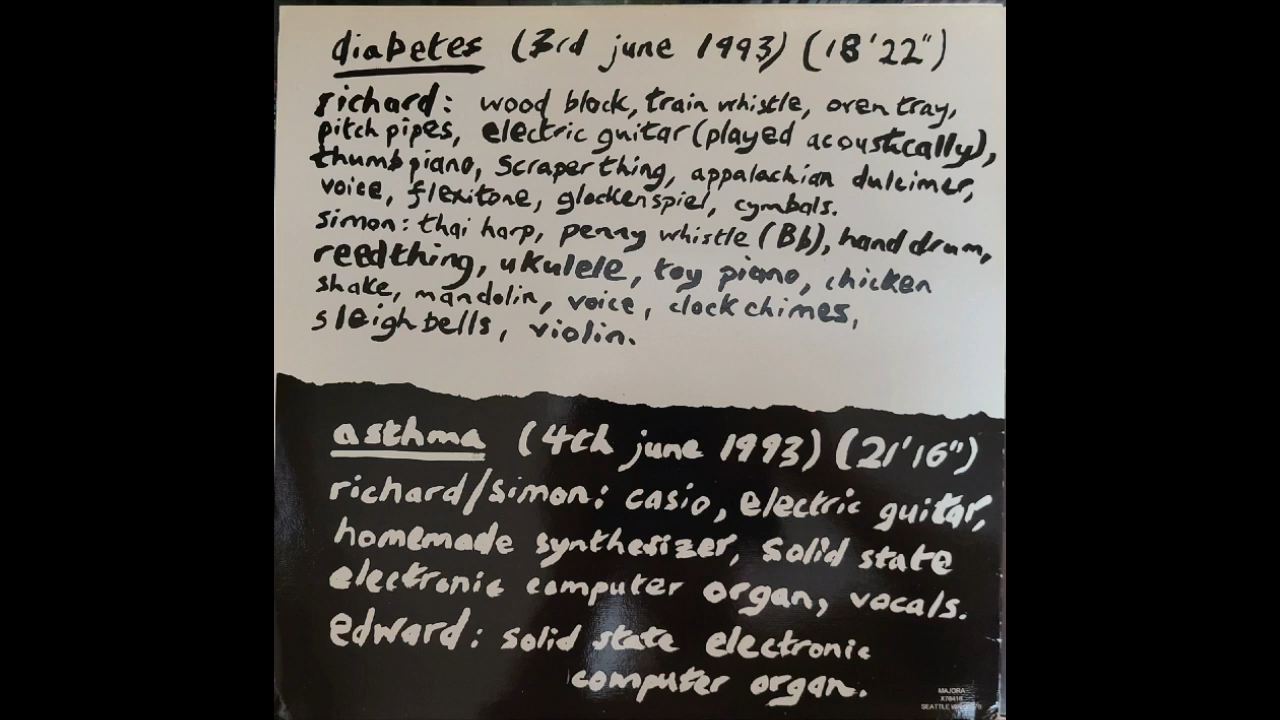 diabetes (3rd june 1993) (18'22")
richard: wood block, train whistle, oven tray,
pitch pipes, electric guitar (played acoustically),
thumb piano, scraper thing, appalachian dulcimer,
voice, flexitone, glockenspiel, cymbals.
simon: thai harp, penny whistle (Bb), hand drum,
reed thing, ukulele, toy piano, chicken
shake, mandolin, voice, clock chimes,
sleigh bells, violin.
asthma (4th june 1993) (21'16")
richard/simon: casio, electric guitar,
homemade synthesizer, solid state
electronic computer organ, vocals.
edward: solid state electronic
computer organ.
MAJORA
SEATTLE